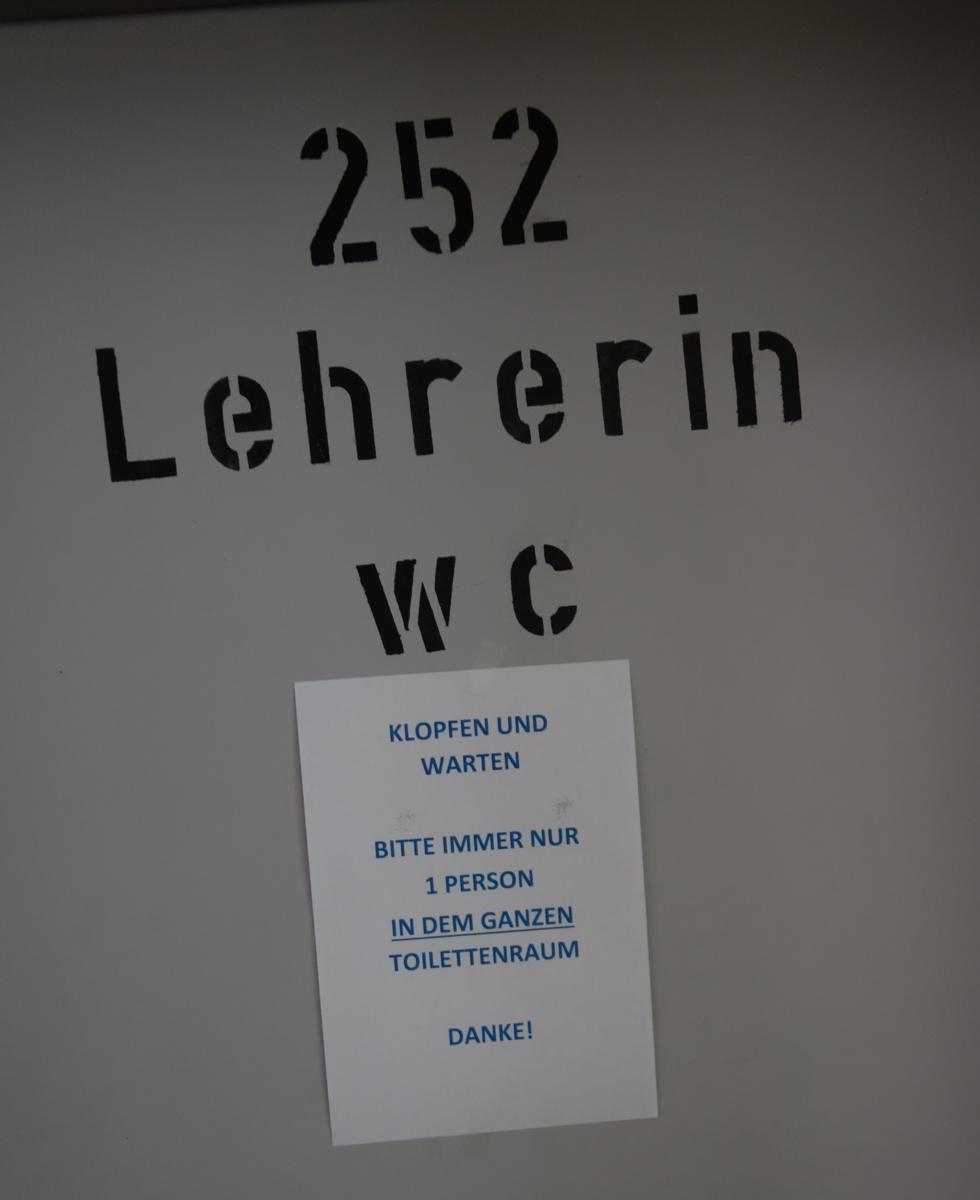 252
Lehrerin
WC
KLOPFEN UND
WARTEN
BITTE IMMER NUR
1 PERSON
IN DEM GANZEN
TOILETTENRAUM
DANKE!